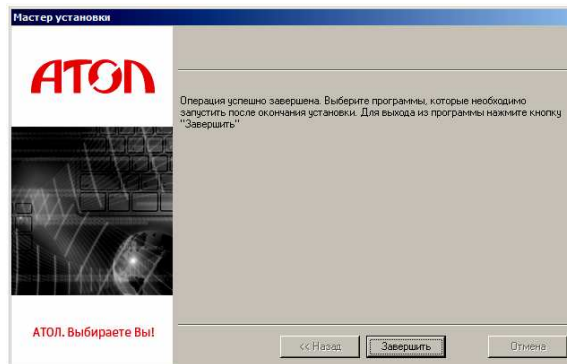 Мастер установки
АТОЛ
Операция успешно завершена. Выберите программы, которые необходимо
запустить после окончания установки. Для выхода из программы нажмите кнопку
"Завершить"
АТОЛ. Выбираете Вы!
<< Назад
Завершить
Отмена